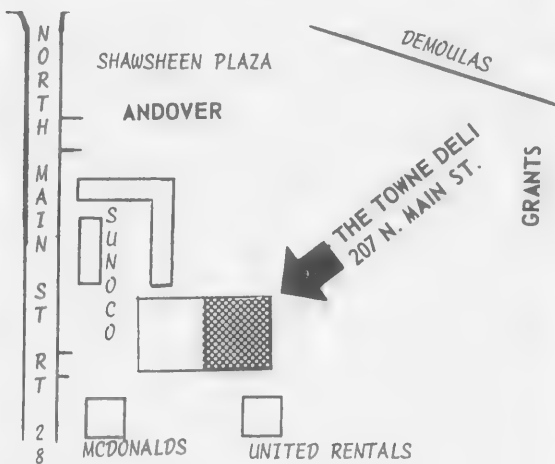 NORTH MAIN ST RT 28
SHAWSHEEN PLAZA
ANDOVER
DEMOULAS
GRANTS
THE TOWNE DELI
207 N. MAIN ST.
SUNOCO
MCDONALDS
UNITED RENTALS